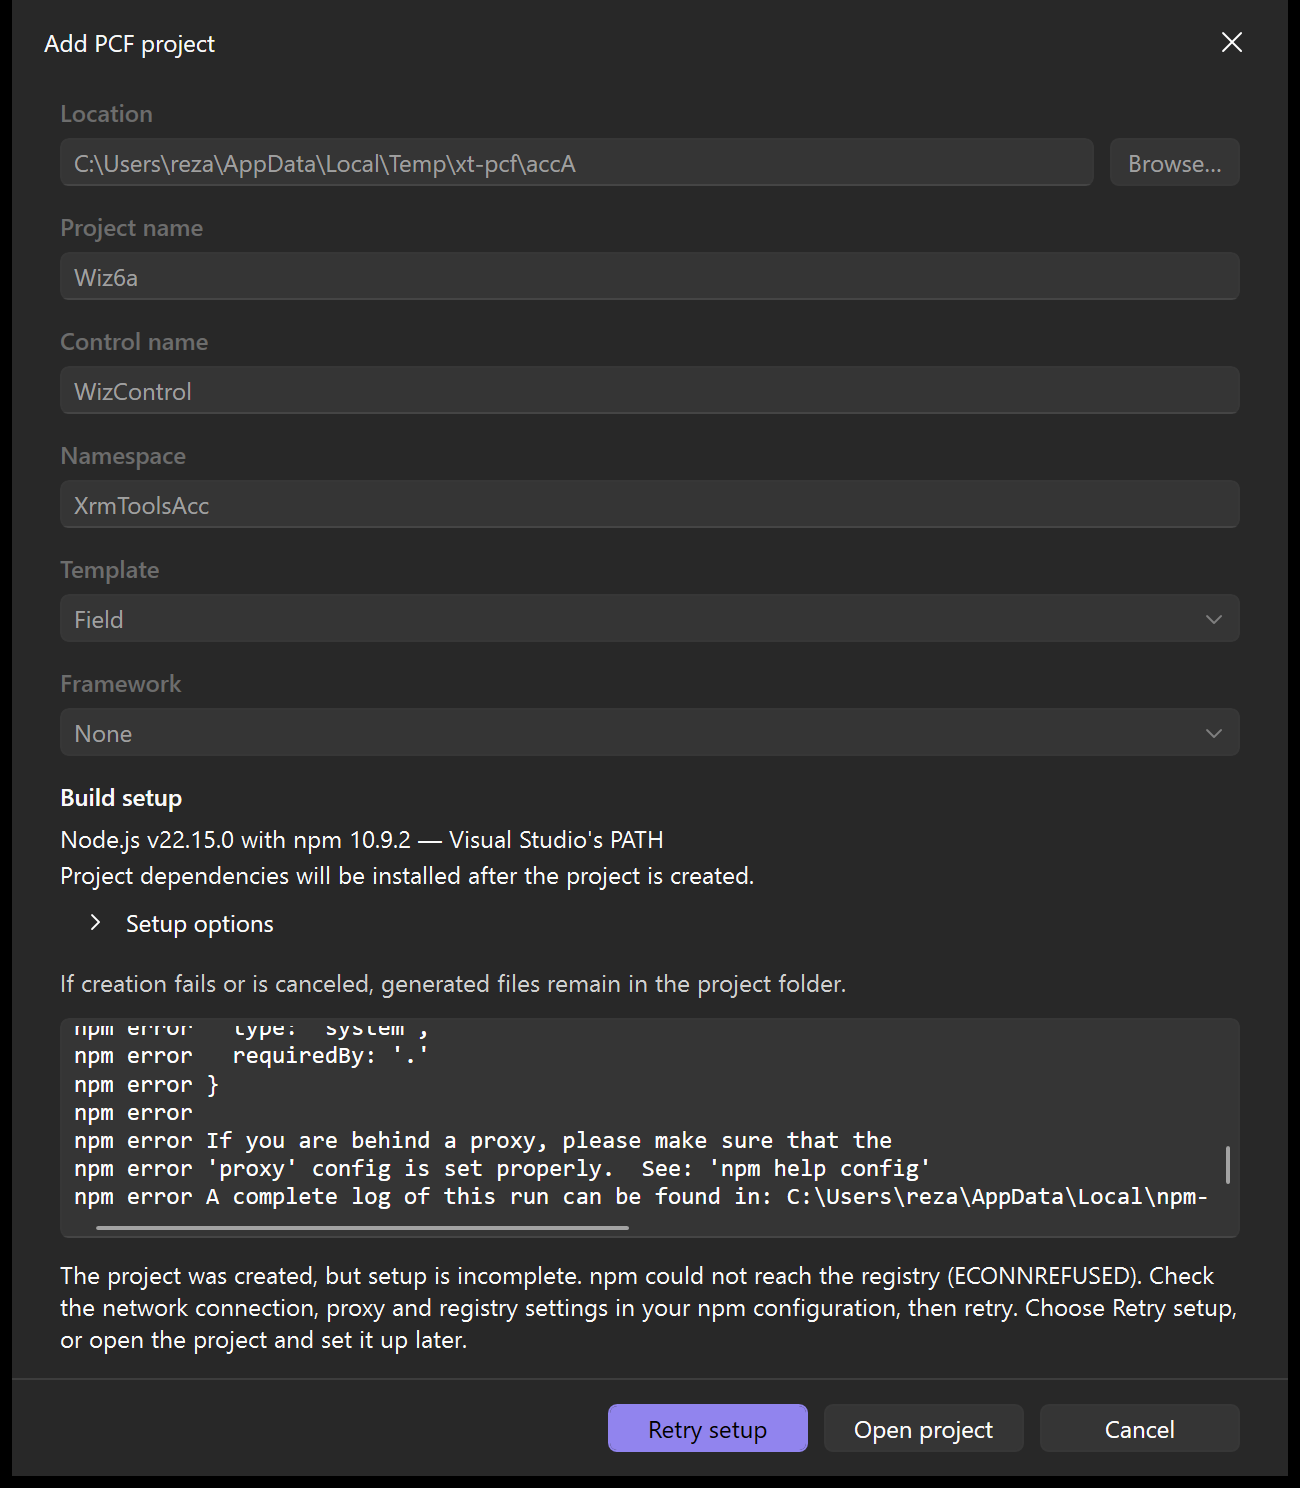 Add PCF project
Location
C:\Users\reza\AppData\Local\Temp\xt-pcf\accA
Browse...
Project name
Wiz6a
Control name
WizControl
Namespace
XrmToolsAcc
Template
Field
Framework
None
Build setup
Node.js v22.15.0 with npm 10.9.2 — Visual Studio's PATH
Project dependencies will be installed after the project is created.
Setup options
If creation fails or is canceled, generated files remain in the project folder.
npm error   type: 'system',
npm error   requiredBy: '.'
npm error }
npm error
npm error If you are behind a proxy, please make sure that the
npm error 'proxy' config is set properly.  See: 'npm help config'
npm error A complete log of this run can be found in: C:\Users\reza\AppData\Local\npm-
The project was created, but setup is incomplete. npm could not reach the registry (ECONNREFUSED). Check
the network connection, proxy and registry settings in your npm configuration, then retry. Choose Retry setup,
or open the project and set it up later.
Retry setup
Open project
Cancel